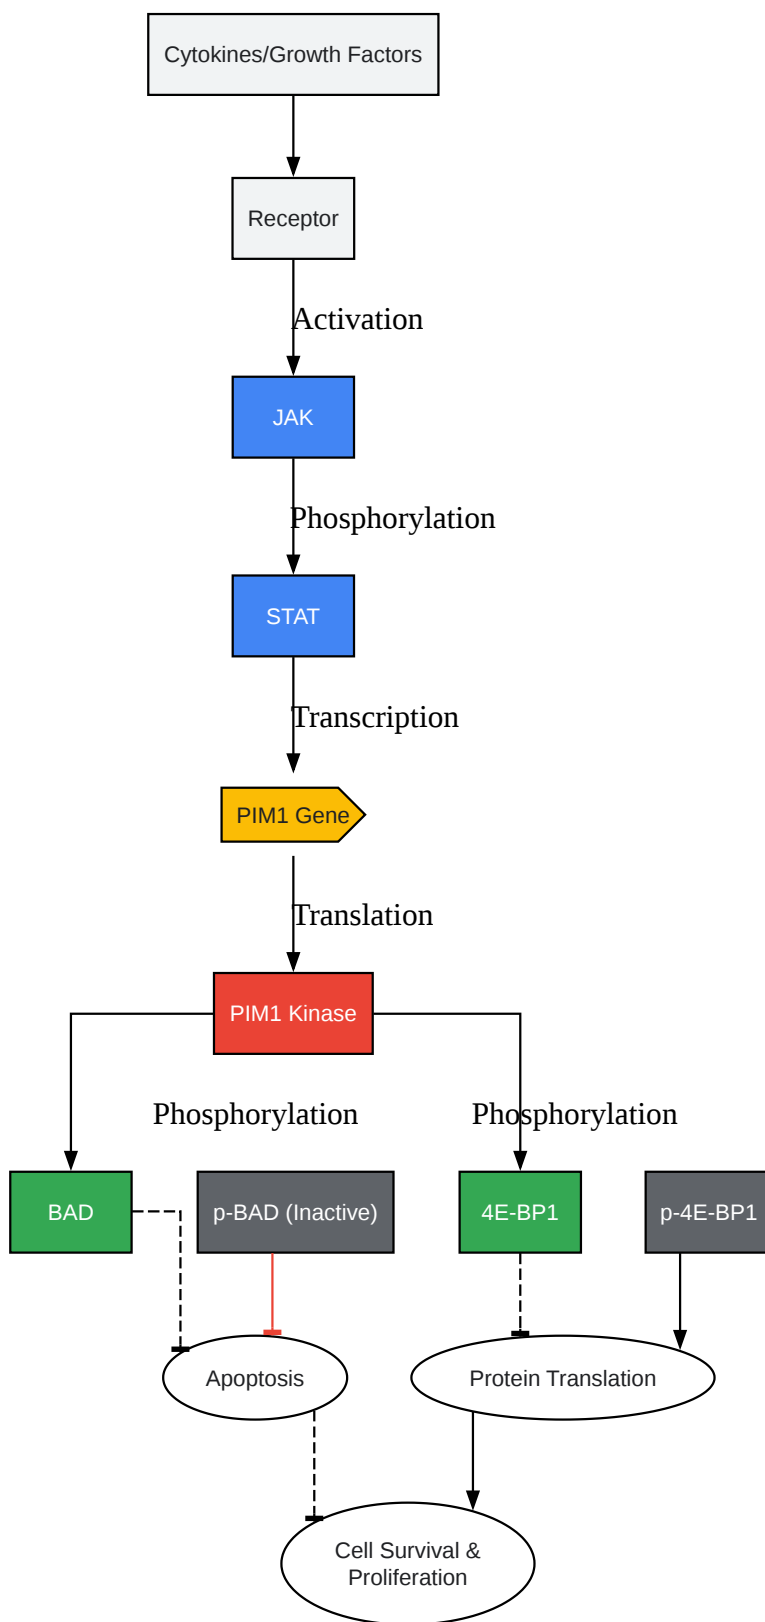 Cytokines/Growth Factors
Receptor
Activation
JAK
Phosphorylation
STAT
Transcription
PIM1 Gene
Translation
PIM1 Kinase
Phosphorylation
Phosphorylation
BAD
p-BAD (Inactive)
4E-BP1
p-4E-BP1
Apoptosis
Protein Translation
Cell Survival &
Proliferation